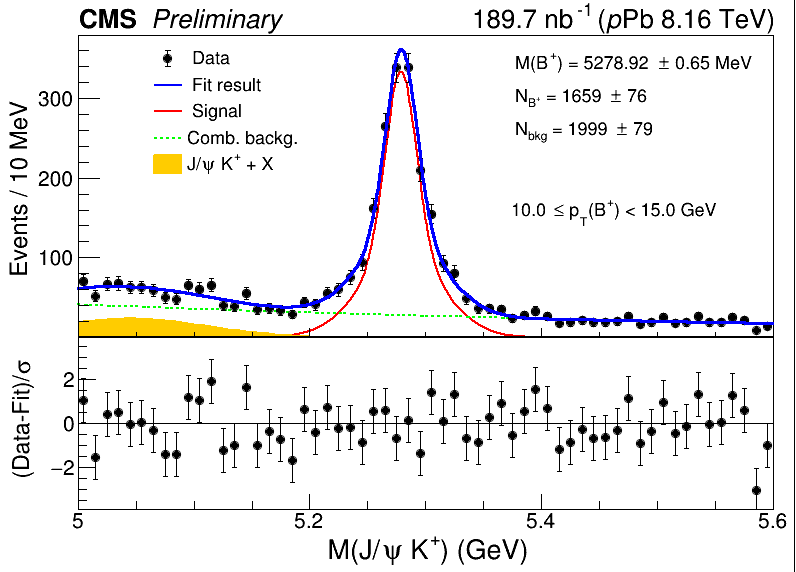 CMS Preliminary 189.7 nb⁻¹ (pPb 8.16 TeV)
Data
Fit result
Signal
Comb. backg.
J/ψ K⁺ + X
M(B⁺) = 5278.92 ± 0.65 MeV
N_B⁺ = 1659 ± 76
N_bkg = 1999 ± 79
10.0 ≤ p_T(B⁺) < 15.0 GeV
Events / 10 MeV
300
200
100
(Data-Fit)/σ
2
0
−2
5 5.2 5.4 5.6
M(J/ψ K⁺) (GeV)